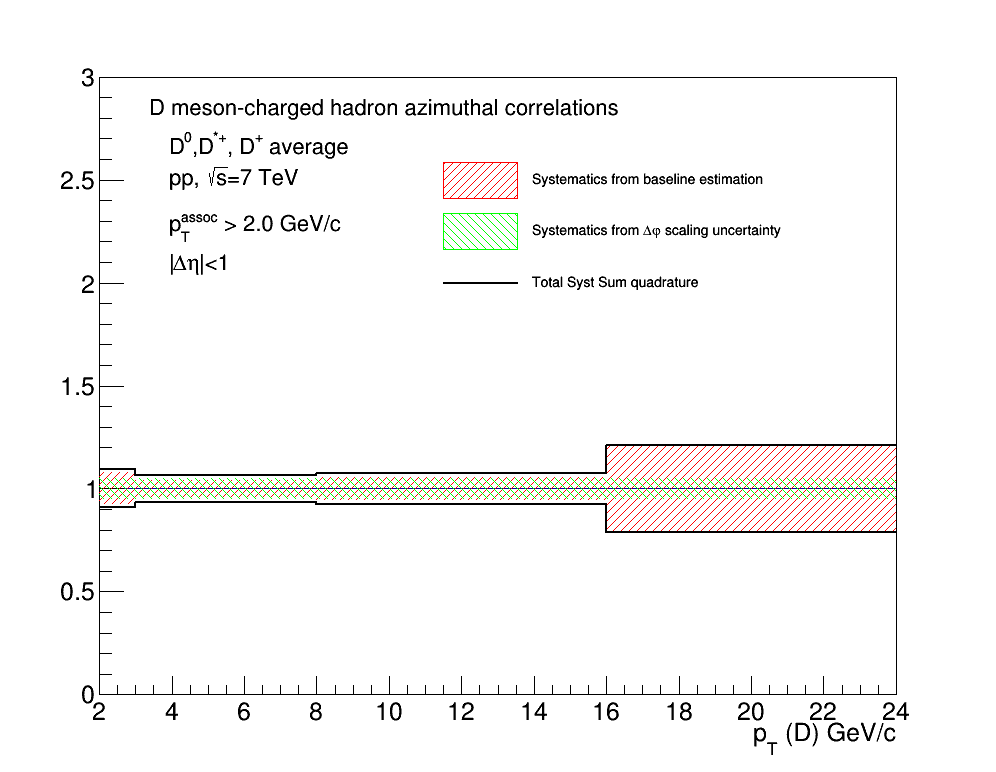 D meson-charged hadron azimuthal correlations
D⁰,D*⁺, D⁺ average
pp, √s=7 TeV
p_T^assoc > 2.0 GeV/c
|Δη|<1
Systematics from baseline estimation
Systematics from Δφ scaling uncertainty
Total Syst Sum quadrature
3
2.5
2
1.5
1
0.5
0
2 4 6 8 10 12 14 16 18 20 22 24
p_T (D) GeV/c